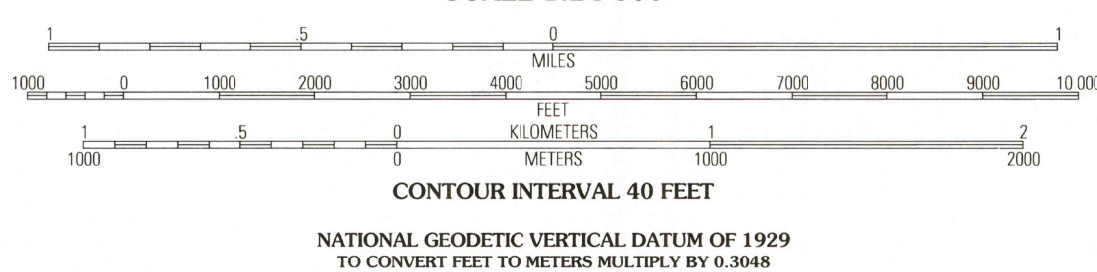 1 .5 0 1
MILES
1000 0 1000 2000 3000 4000 5000 6000 7000 8000 9000 10 000
FEET
1 .5 0 KILOMETERS 1 2
1000 0 METERS 1000 2000
CONTOUR INTERVAL 40 FEET
NATIONAL GEODETIC VERTICAL DATUM OF 1929
TO CONVERT FEET TO METERS MULTIPLY BY 0.3048